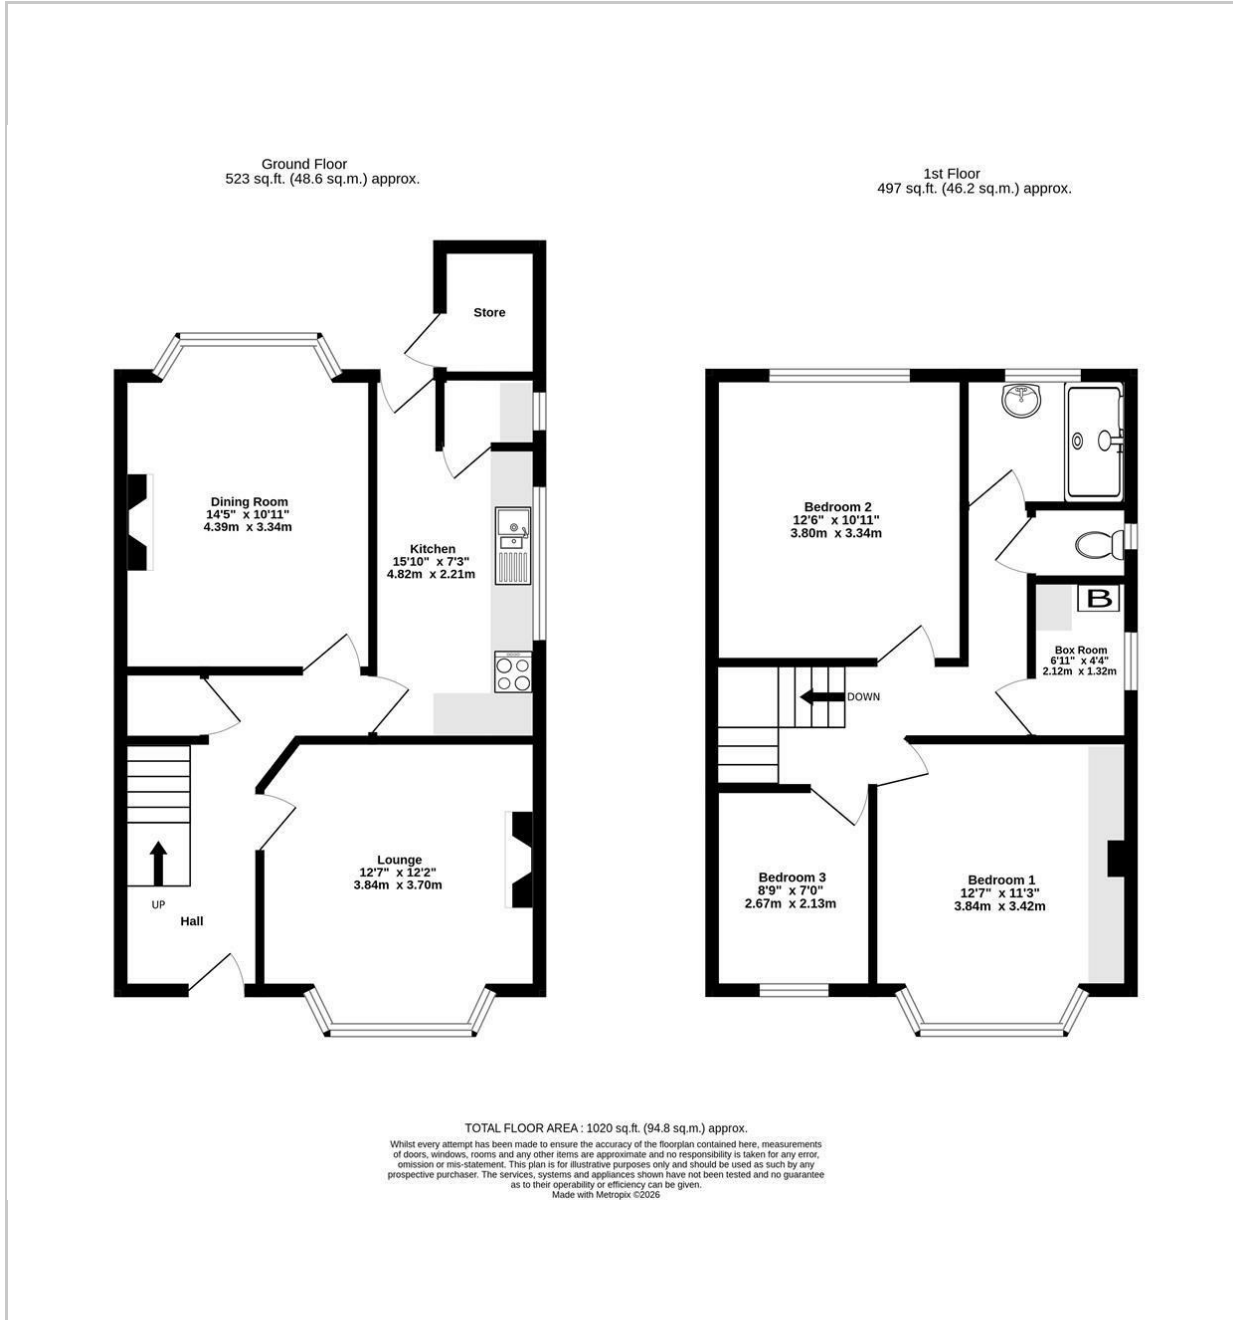 Ground Floor
523 sq.ft. (48.6 sq.m.) approx.
1st Floor
497 sq.ft. (46.2 sq.m.) approx.
Store
Dining Room
14'5" x 10'11"
4.39m x 3.34m
Kitchen
15'10" x 7'3"
4.82m x 2.21m
Lounge
12'7" x 12'2"
3.84m x 3.70m
UP
Hall
Bedroom 2
12'6" x 10'11"
3.80m x 3.34m
B
Box Room
6'11" x 4'4"
2.12m x 1.32m
DOWN
Bedroom 3
8'9" x 7'0"
2.67m x 2.13m
Bedroom 1
12'7" x 11'3"
3.84m x 3.42m
TOTAL FLOOR AREA : 1020 sq.ft. (94.8 sq.m.) approx.
Whilst every attempt has been made to ensure the accuracy of the floorplan contained here, measurements
of doors, windows, rooms and any other items are approximate and no responsibility is taken for any error,
omission or mis-statement. This plan is for illustrative purposes only and should be used as such by any
prospective purchaser. The services, systems and appliances shown have not been tested and no guarantee
as to their operability or efficiency can be given.
Made with Metropix ©2026